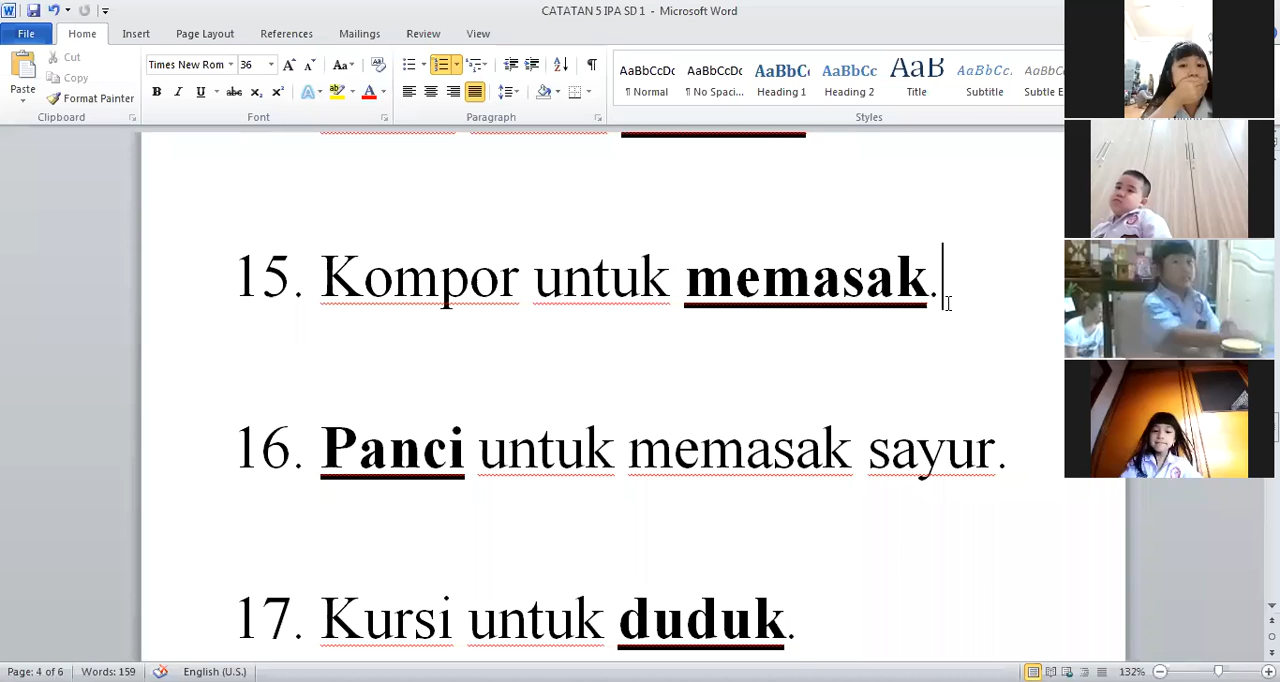 CATATAN 5 IPA SD 1 - Microsoft Word
File Home Insert Page Layout References Mailings Review View
Cut
Copy
Format Painter
Paste
Times New Rom 36
AaBbCcDc AaBbCcDc AaBbC AaBbCc AaB AaBbCc. AaBbCc
¶ Normal ¶ No Spaci... Heading 1 Heading 2 Title Subtitle Subtle E
Clipboard Font Paragraph Styles
15. Kompor untuk memasak.
16. Panci untuk memasak sayur.
17. Kursi untuk duduk.
Page: 4 of 6 Words: 159 English (U.S.) 132%